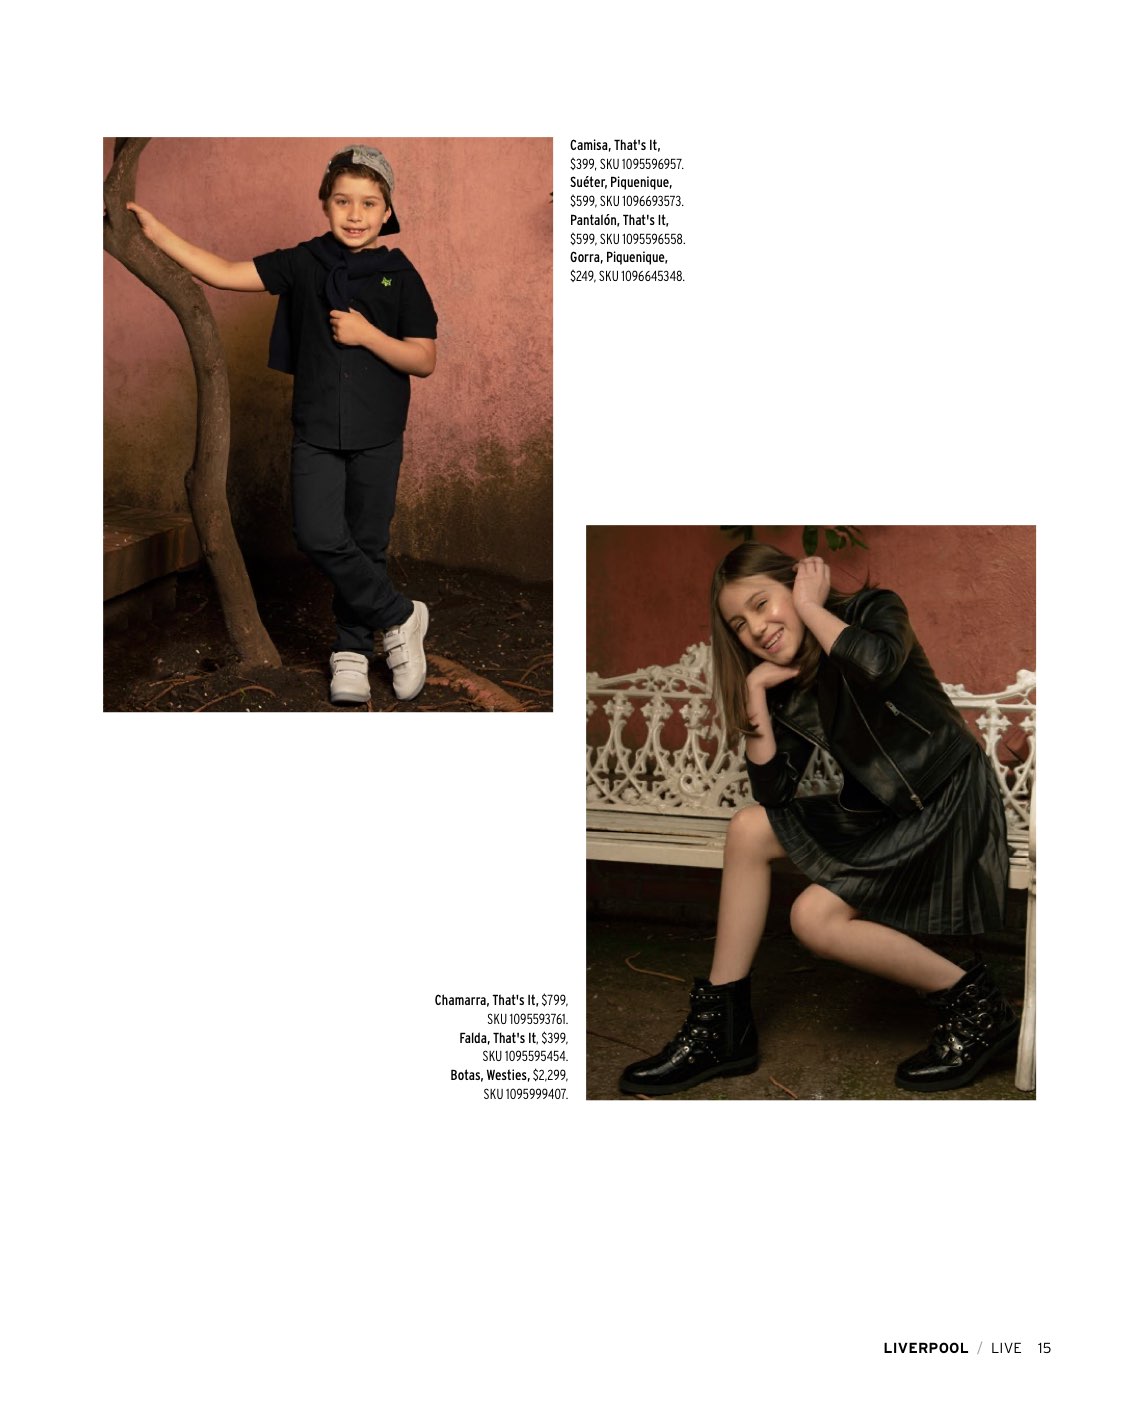 Camisa, That's It,
$399, SKU 1095596957.
Suéter, Piquenique,
$599, SKU 1096693573.
Pantalón, That's It,
$599, SKU 1095596558.
Gorra, Piquenique,
$249, SKU 1096645348.
Chamarra, That's It, $799,
SKU 1095593761.
Falda, That's It, $399,
SKU 1095595454.
Botas, Westies, $2,299,
SKU 1095999407.
LIVERPOOL / LIVE 15